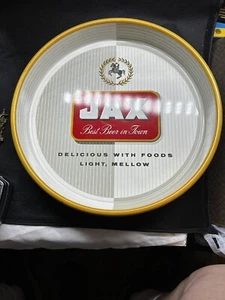 JAX
Best Beer in Town
DELICIOUS WITH FOODS
LIGHT, MELLOW